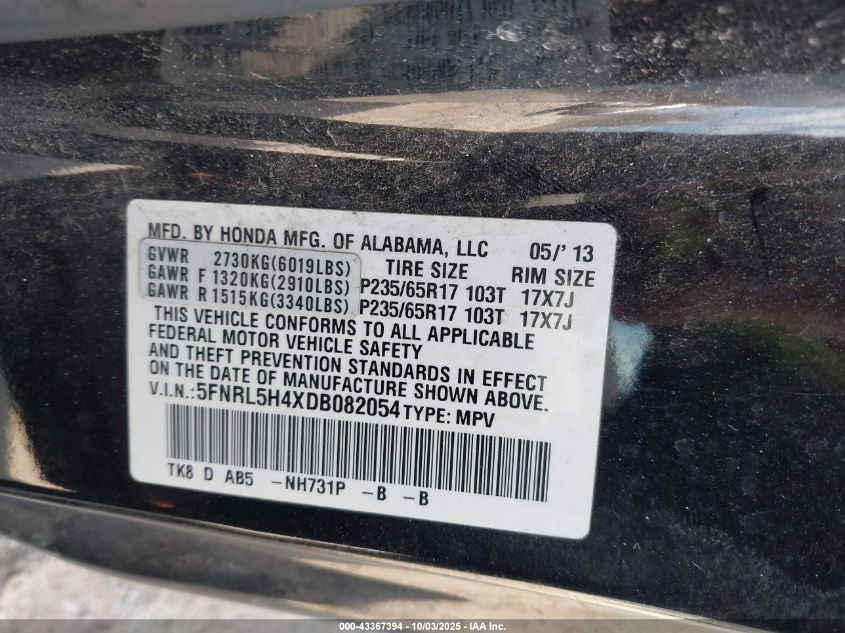 MFD. BY HONDA MFG. OF ALABAMA, LLC 05/' 13
GVWR 2730KG(6019LBS) TIRE SIZE RIM SIZE
GAWR F 1320KG(2910LBS) P235/65R17 103T 17X7J
GAWR R 1515KG(3340LBS) P235/65R17 103T 17X7J
THIS VEHICLE CONFORMS TO ALL APPLICABLE
FEDERAL MOTOR VEHICLE SAFETY
AND THEFT PREVENTION STANDARDS IN EFFECT
ON THE DATE OF MANUFACTURE SHOWN ABOVE.
V.I.N.:5FNRL5H4XDB082054 TYPE: MPV
TK8 D AB5 -NH731P -B -B
000-43367394 - 10/03/2025 - IAA Inc.